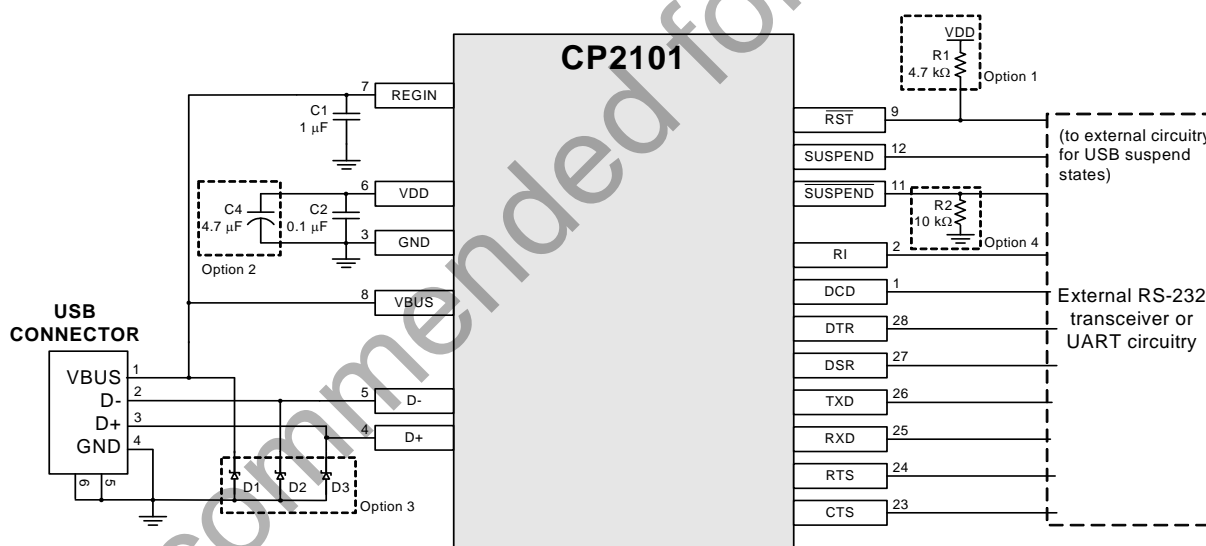 CP2101
7 REGIN
C1
1 μF
6 VDD
C4
4.7 μF
C2
0.1 μF
3 GND
Option 2
8 VBUS
USB
CONNECTOR
VBUS 1
D- 2
D+ 3
GND 4
6 5
5 D-
4 D+
D1 D2 D3
Option 3
VDD
R1
4.7 kΩ
Option 1
RST 9
SUSPEND 12
SUSPEND 11
R2
10 kΩ
Option 4
RI 2
DCD 1
DTR 28
DSR 27
TXD 26
RXD 25
RTS 24
CTS 23
(to external circuitry
for USB suspend
states)
External RS-232
transceiver or
UART circuitry
commended for